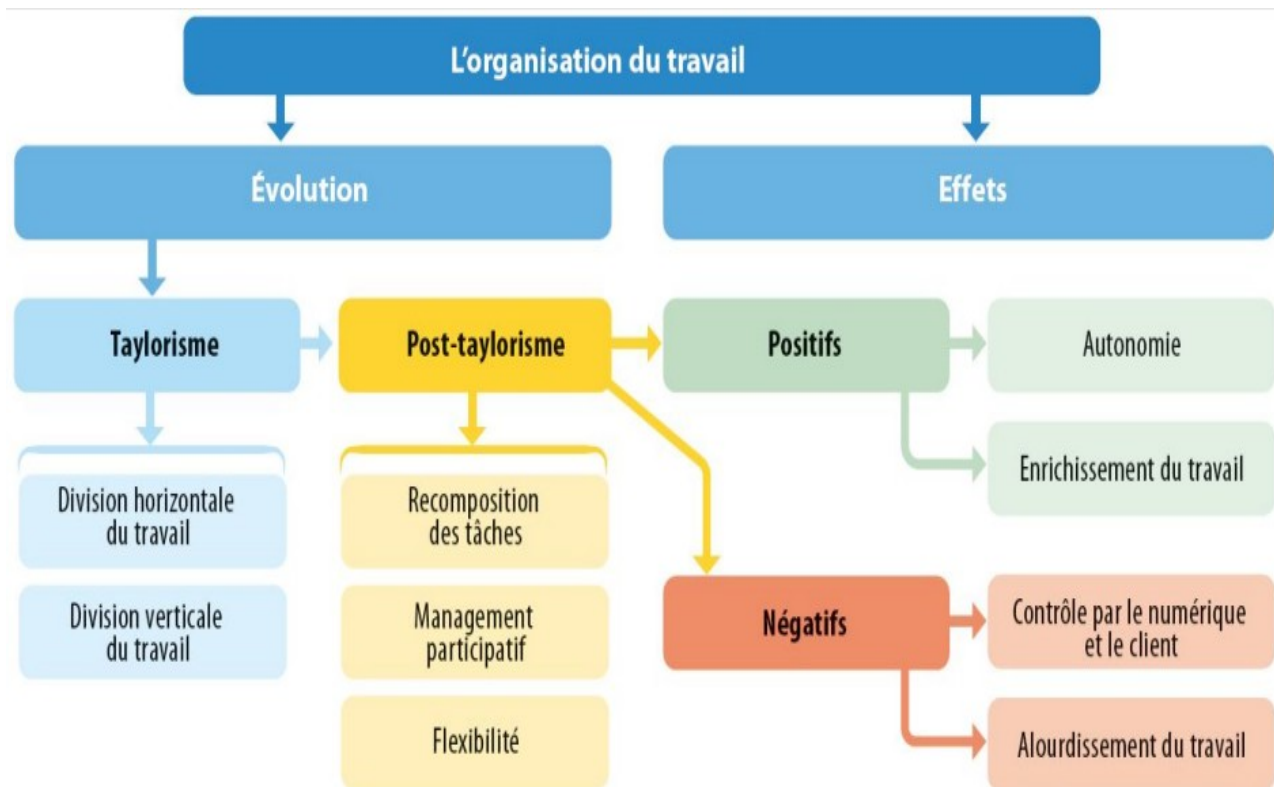 L'organisation du travail
Évolution
Effets
Taylorisme
Post-taylorisme
Positifs
Autonomie
Division horizontale
du travail
Recomposition
des tâches
Enrichissement du travail
Division verticale
du travail
Management
participatif
Négatifs
Contrôle par le numérique
et le client
Flexibilité
Alourdissement du travail